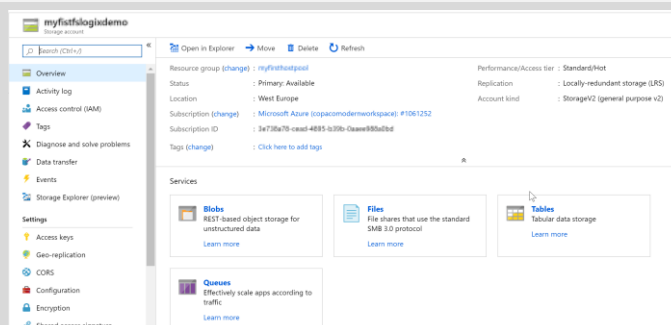 myfistfslogixdemo
Storage account
Search (Ctrl+/)
«
Overview
Activity log
Access control (IAM)
Tags
Diagnose and solve problems
Data transfer
Events
Storage Explorer (preview)
Settings
Access keys
Geo-replication
CORS
Configuration
Encryption
Shared access signature
Open in Explorer Move Delete Refresh
Resource group (change) : myfirsthostpool
Status : Primary: Available
Location : West Europe
Subscription (change) : Microsoft Azure (copacomodernworkspace): #1061252
Subscription ID :
Tags (change) : Click here to add tags
Performance/Access tier : Standard/Hot
Replication : Locally-redundant storage (LRS)
Account kind : StorageV2 (general purpose v2)
Services
Blobs
REST-based object storage for
unstructured data
Learn more
Files
File shares that use the standard
SMB 3.0 protocol
Learn more
Tables
Tabular data storage
Learn more
Queues
Effectively scale apps according to
traffic
Learn more